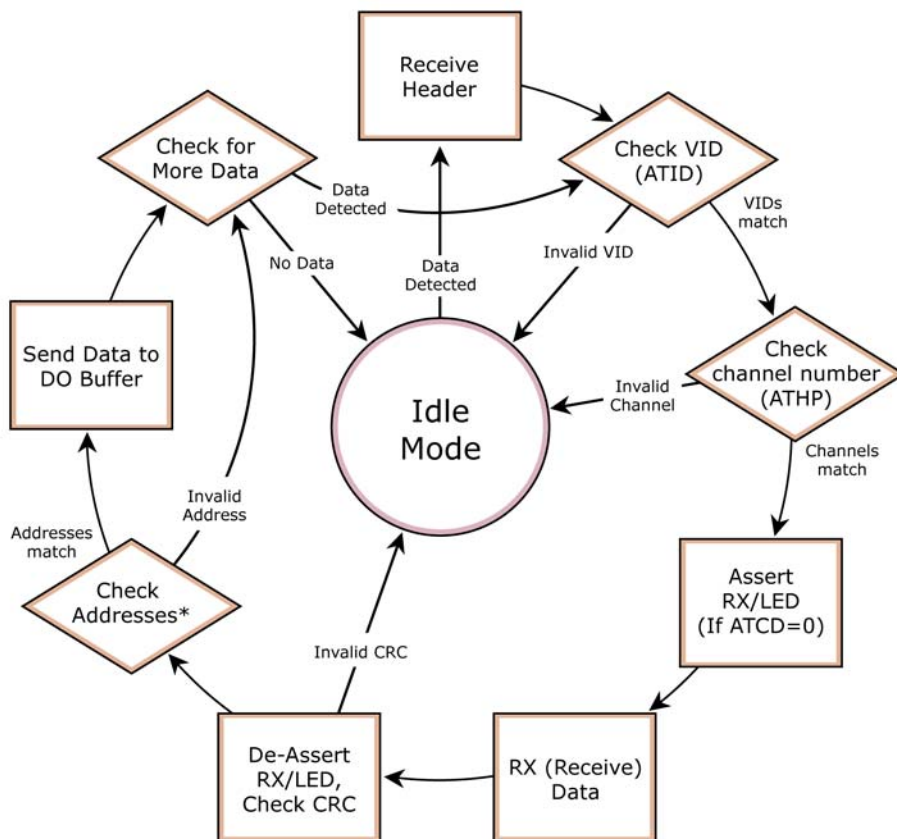 Receive
Header
Check for
More Data
Check VID
(ATID)
Data
Detected
VIDs
match
No Data
Data
Detected
Invalid VID
Send Data to
DO Buffer
Check
channel number
(ATHP)
Invalid
Channel
Idle
Mode
Channels
match
Invalid
Address
Addresses
match
Check
Addresses*
Assert
RX/LED
(If ATCD=0)
Invalid CRC
De-Assert
RX/LED,
Check CRC
RX (Receive)
Data